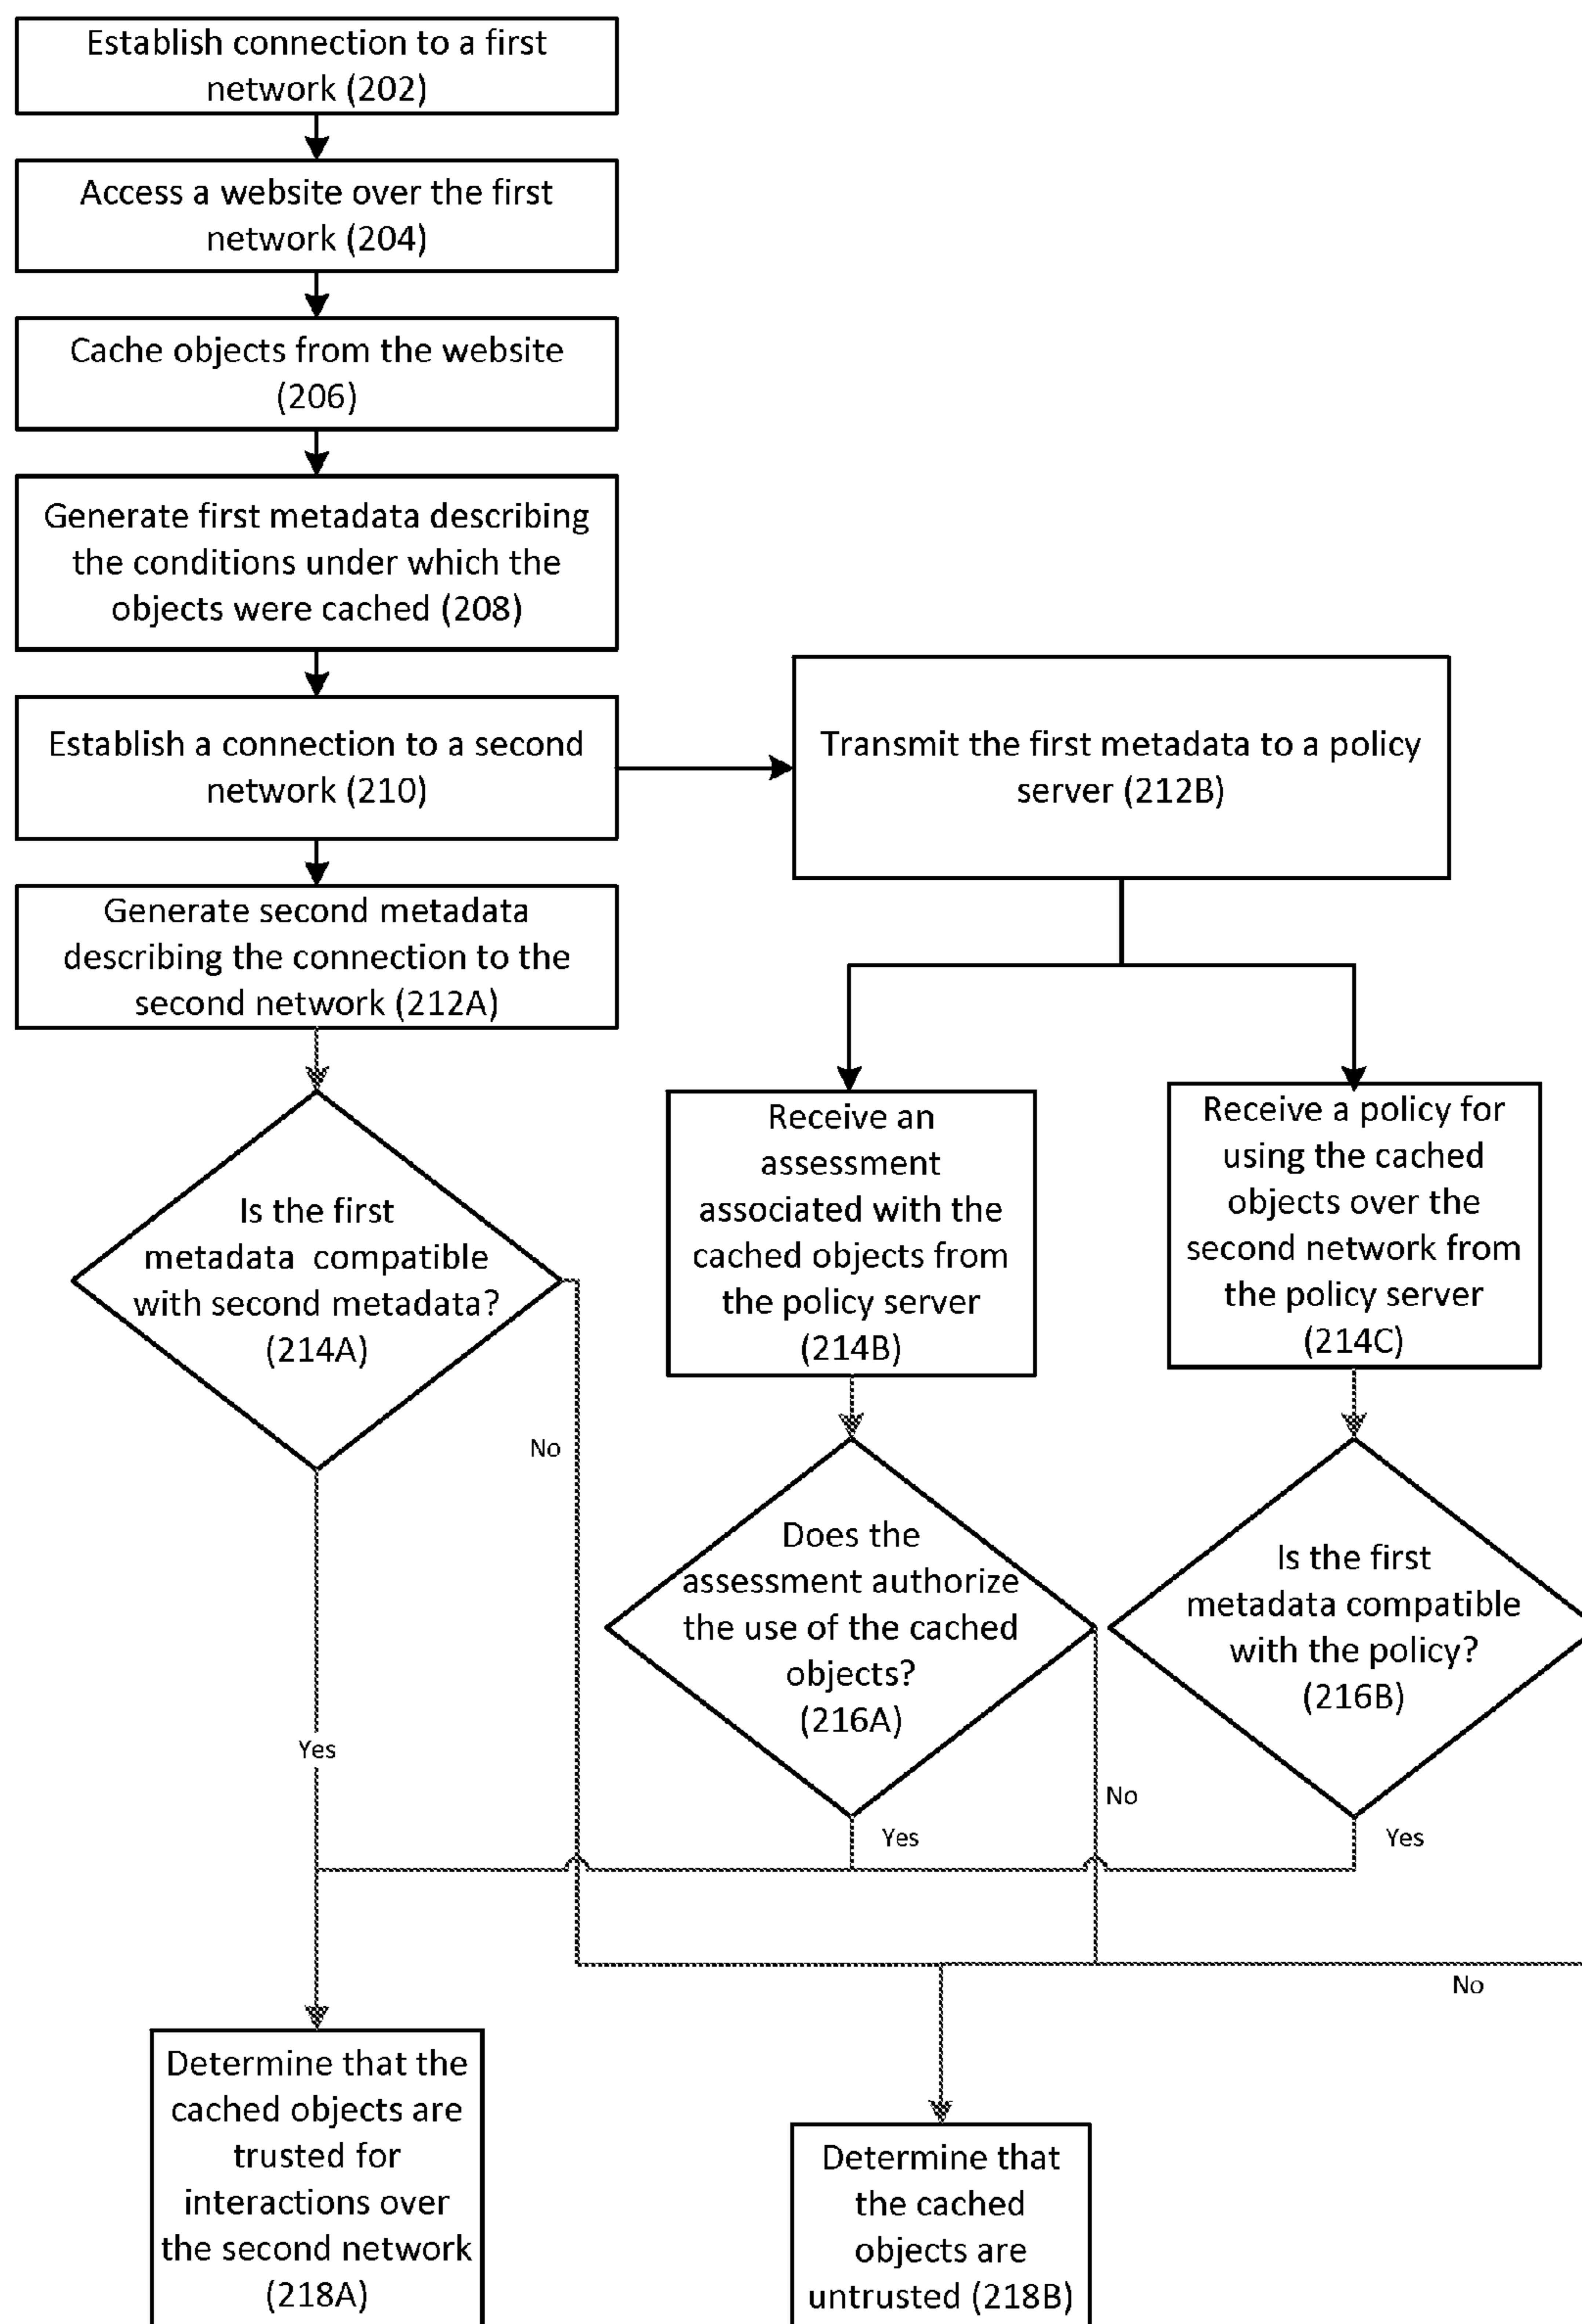 Establish connection to a first
network (202)
Access a website over the first
network (204)
Cache objects from the website
(206)
Generate first metadata describing
the conditions under which the
objects were cached (208)
Establish a connection to a second
network (210)
Transmit the first metadata to a policy
server (212B)
Generate second metadata
describing the connection to the
second network (212A)
Is the first
metadata compatible
with second metadata?
(214A)
Receive an
assessment
associated with the
cached objects from
the policy server
(214B)
Receive a policy for
using the cached
objects over the
second network from
the policy server
(214C)
No
Does the
assessment authorize
the use of the cached
objects?
(216A)
Is the first
metadata compatible
with the policy?
(216B)
Yes
No
Yes
Yes
No
Determine that the
cached objects are
trusted for
interactions over
the second network
(218A)
Determine that
the cached
objects are
untrusted (218B)